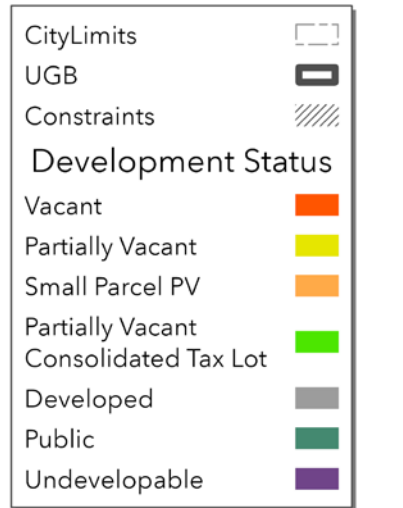 CityLimits
UGB
Constraints
Development Status
Vacant
Partially Vacant
Small Parcel PV
Partially Vacant
Consolidated Tax Lot
Developed
Public
Undevelopable